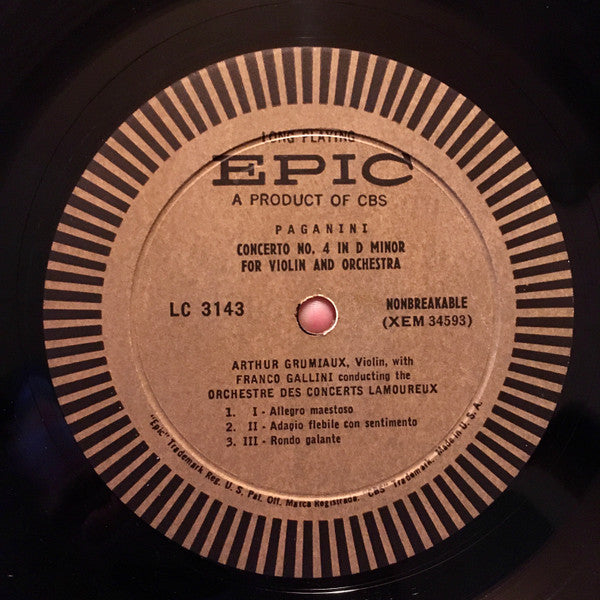 LONG PLAYING
EPIC
A PRODUCT OF CBS
PAGANINI
CONCERTO NO. 4 IN D MINOR
FOR VIOLIN AND ORCHESTRA
LC 3143
NONBREAKABLE
(XEM 34593)
ARTHUR GRUMIAUX, Violin, with
FRANCO GALLINI conducting the
ORCHESTRE DES CONCERTS LAMOUREUX
1. I - Allegro maestoso
2. II - Adagio flebile con sentimento
3. III - Rondo galante
"Epic" Trademark Reg. U. S. Pat. Off. Marca Registrada. "CBS" Trademark. Made in U. S. A.